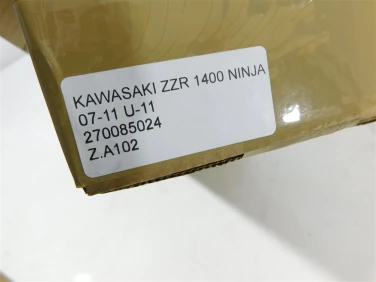 KAWASAKI ZZR 1400 NINJA
07-11 U-11
270085024
Z.A102